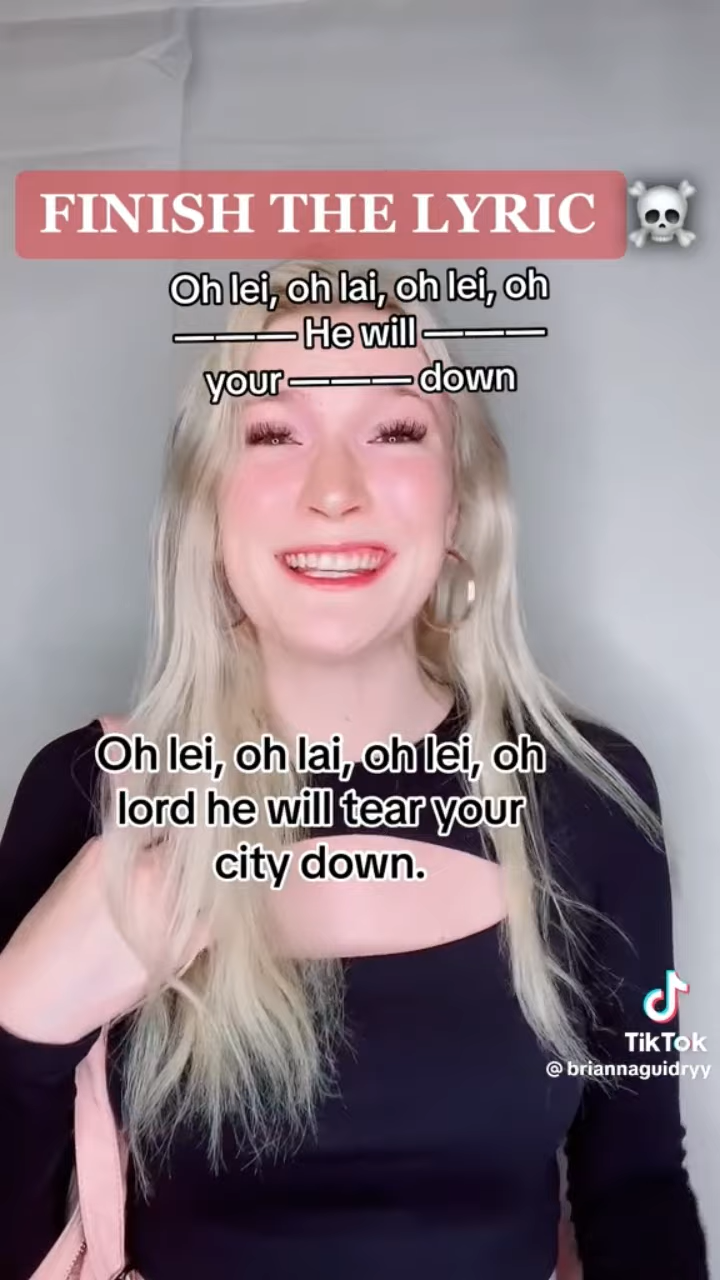 FINISH THE LYRIC
Oh lei, oh lai, oh lei, oh
———— He will ————
your ———— down
Oh lei, oh lai, oh lei, oh
lord he will tear your
city down.
TikTok
@briannaguidryy